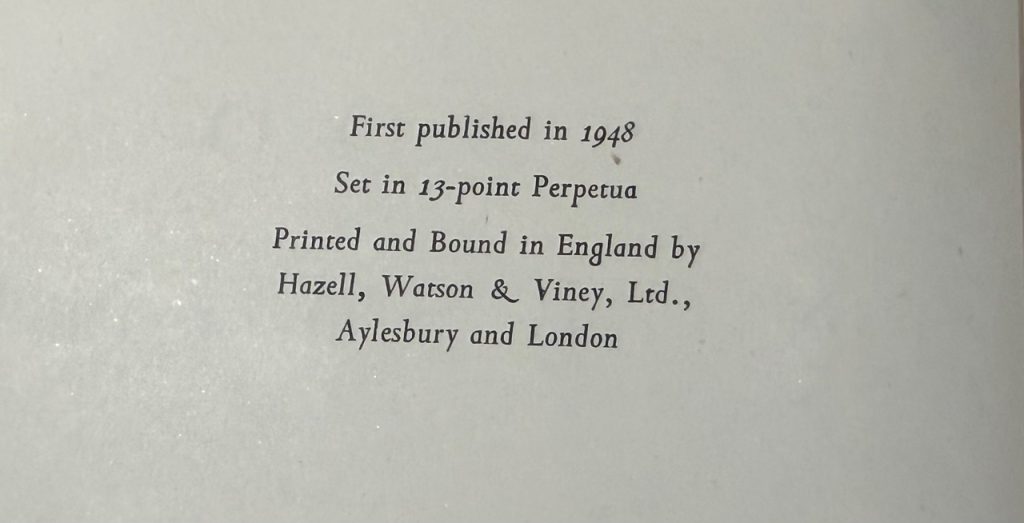 First published in 1948
Set in 13-point Perpetua
Printed and Bound in England by
Hazell, Watson & Viney, Ltd.,
Aylesbury and London